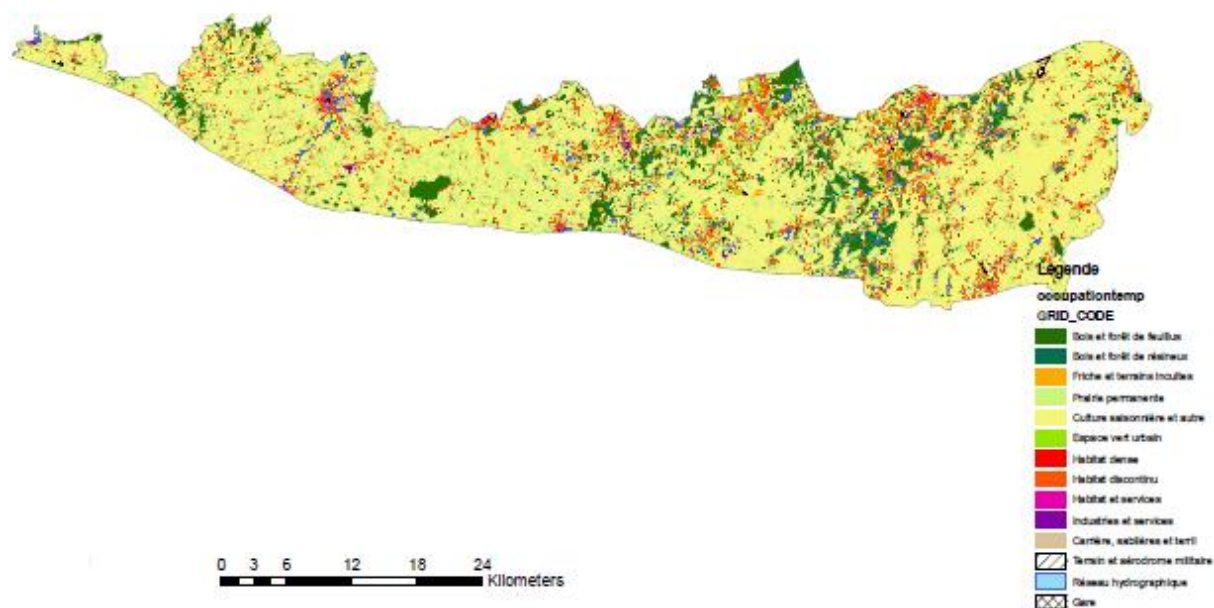 Légende
occupationtemp
GRID_CODE
Bois et forêt de feuillus
Bois et forêt de résineux
Friche et terrains incultes
Prairie permanente
Culture saisonnière et autre
Espace vert urbain
Habitat dense
Habitat discontinu
Habitat et services
Industries et services
Carrière, sablières et terril
Terrain et aérodrome militaire
Réseau hydrographique
Gare
0 3 6 12 18 24
Kilometers